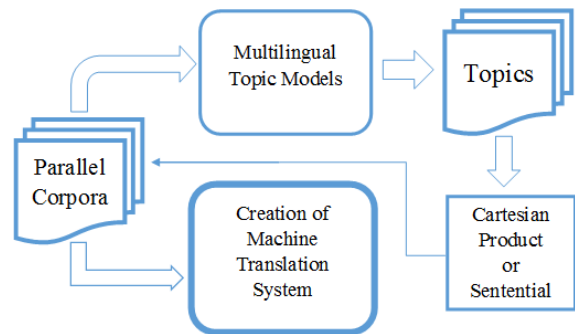 Multilingual
Topic Models
Topics
Parallel
Corpora
Creation of
Machine
Translation
System
Cartesian
Product
or
Sentential